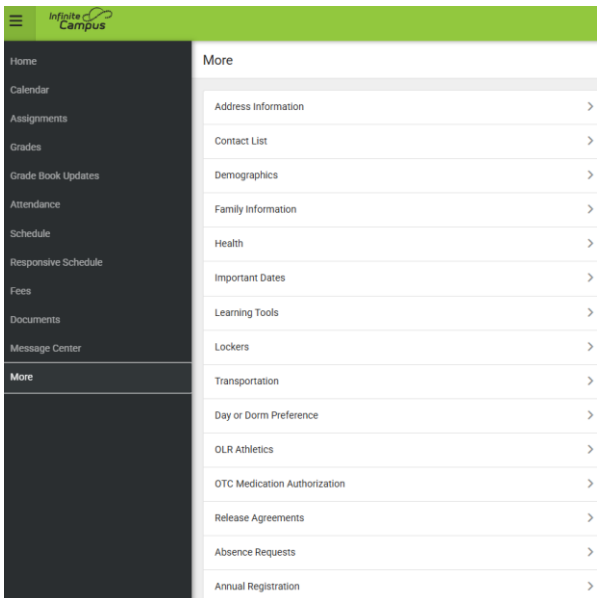 Infinite
Campus
Home
Calendar
Assignments
Grades
Grade Book Updates
Attendance
Schedule
Responsive Schedule
Fees
Documents
Message Center
More
More
Address Information
Contact List
Demographics
Family Information
Health
Important Dates
Learning Tools
Lockers
Transportation
Day or Dorm Preference
OLR Athletics
OTC Medication Authorization
Release Agreements
Absence Requests
Annual Registration